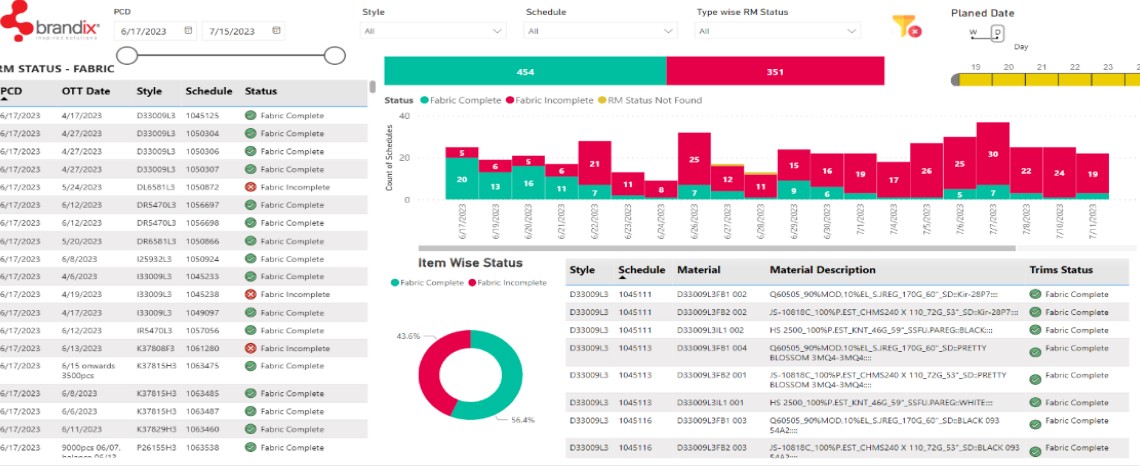 brandix
inspired solutions
PCD
6/17/2023 7/15/2023
Style
All
Schedule
All
Type wise RM Status
All
Planed Date
W D
Day
19 20 21 22 23 2
RM STATUS - FABRIC
PCD OTT Date Style Schedule Status
6/17/2023 4/17/2023 D33009L3 1045125 Fabric Complete
6/17/2023 4/27/2023 D33009L3 1050304 Fabric Complete
6/17/2023 4/27/2023 D33009L3 1050306 Fabric Complete
6/17/2023 4/27/2023 D33009L3 1050307 Fabric Complete
6/17/2023 5/24/2023 DL6581L3 1050872 Fabric Incomplete
6/17/2023 6/12/2023 DR5470L3 1056697 Fabric Complete
6/17/2023 6/12/2023 DR5470L3 1056698 Fabric Complete
6/17/2023 5/20/2023 DR6581L3 1050866 Fabric Complete
6/17/2023 6/8/2023 I25932L3 1050924 Fabric Complete
6/17/2023 4/6/2023 I33009L3 1045233 Fabric Complete
6/17/2023 4/19/2023 I33009L3 1045238 Fabric Incomplete
6/17/2023 4/17/2023 I33009L3 1049097 Fabric Complete
6/17/2023 6/12/2023 IR5470L3 1057056 Fabric Complete
6/17/2023 6/13/2023 K37808F3 1061280 Fabric Incomplete
6/17/2023 6/15 onwards K37815H3 1063475 Fabric Complete
3500pcs
6/17/2023 6/8/2023 K37815H3 1063485 Fabric Complete
6/17/2023 6/6/2023 K37815H3 1063487 Fabric Complete
6/17/2023 6/11/2023 K37829H3 1063460 Fabric Complete
6/17/2023 9000pcs 06/07, P26155H3 1063538 Fabric Complete
balance 06/13
454 351
Status Fabric Complete Fabric Incomplete RM Status Not Found
Count of Schedules
40
20
0
5 6 5 6 21 11 8 25 12 11 15 16 19 17 26 25 30 22 24 19
20 13 16 11 7 7 9 6 5 7
6/17/2023 6/19/2023 6/20/2023 6/21/2023 6/22/2023 6/23/2023 6/24/2023 6/26/2023 6/27/2023 6/28/2023 6/29/2023 6/30/2023 7/1/2023 7/4/2023 7/5/2023 7/6/2023 7/7/2023 7/8/2023 7/10/2023 7/11/2023
Item Wise Status
Fabric Complete Fabric Incomplete
43.6%
56.4%
Style Schedule Material Material Description Trims Status
D33009L3 1045111 D33009L3FB1 002 Q60505_90%MOD,10%EL_SJREG_170G_60"_SD::Kir-28P7:::: Fabric Complete
D33009L3 1045111 D33009L3FB2 002 JS-10818C_100%P.EST_CHMS240 X 110_72G_53"_SD::Kir-28P7:::: Fabric Complete
D33009L3 1045111 D33009L3IL1 002 HS 2500_100%P.EST_KNT_46G_59"_SSFU.PAREG::BLACK:::: Fabric Complete
D33009L3 1045113 D33009L3FB1 004 Q60505_90%MOD,10%EL_SJREG_170G_60"_SD::PRETTY Fabric Complete
BLOSSOM 3MQ4-3MQ4::::
D33009L3 1045113 D33009L3FB2 001 JS-10818C_100%P.EST_CHMS240 X 110_72G_53"_SD::PRETTY Fabric Complete
BLOSSOM 3MQ4-3MQ4::::
D33009L3 1045113 D33009L3IL1 001 HS 2500_100%P.EST_KNT_46G_59"_SSFU.PAREG::WHITE:::: Fabric Complete
D33009L3 1045116 D33009L3FB1 003 Q60505_90%MOD,10%EL_SJREG_170G_60"_SD::BLACK 093 Fabric Complete
54A2::::
D33009L3 1045116 D33009L3FB2 003 JS-10818C_100%P.EST_CHMS240 X 110_72G_53"_SD::BLACK 093 Fabric Complete
54A2::::